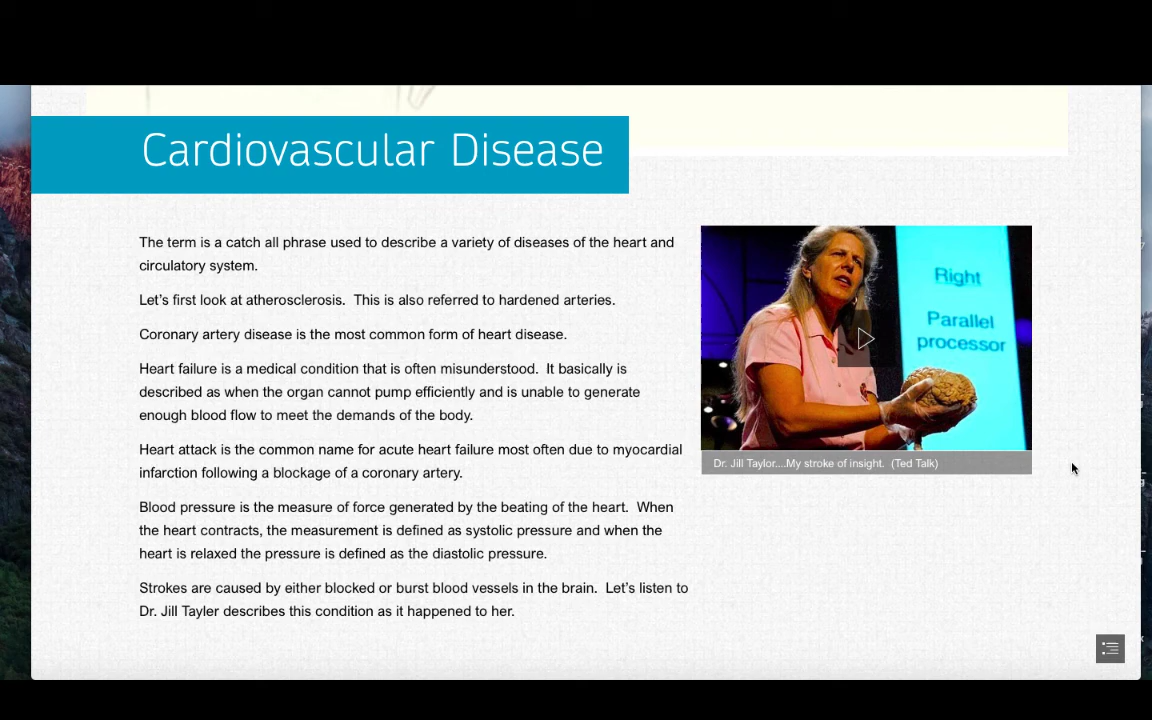 Cardiovascular Disease
The term is a catch all phrase used to describe a variety of diseases of the heart and
circulatory system.
Let's first look at atherosclerosis.  This is also referred to hardened arteries.
Coronary artery disease is the most common form of heart disease.
Heart failure is a medical condition that is often misunderstood.  It basically is
described as when the organ cannot pump efficiently and is unable to generate
enough blood flow to meet the demands of the body.
Heart attack is the common name for acute heart failure most often due to myocardial
infarction following a blockage of a coronary artery.
Blood pressure is the measure of force generated by the beating of the heart.  When
the heart contracts, the measurement is defined as systolic pressure and when the
heart is relaxed the pressure is defined as the diastolic pressure.
Strokes are caused by either blocked or burst blood vessels in the brain.  Let's listen to
Dr. Jill Tayler describes this condition as it happened to her.
Right
Parallel
processor
Dr. Jill Taylor....My stroke of insight.  (Ted Talk)